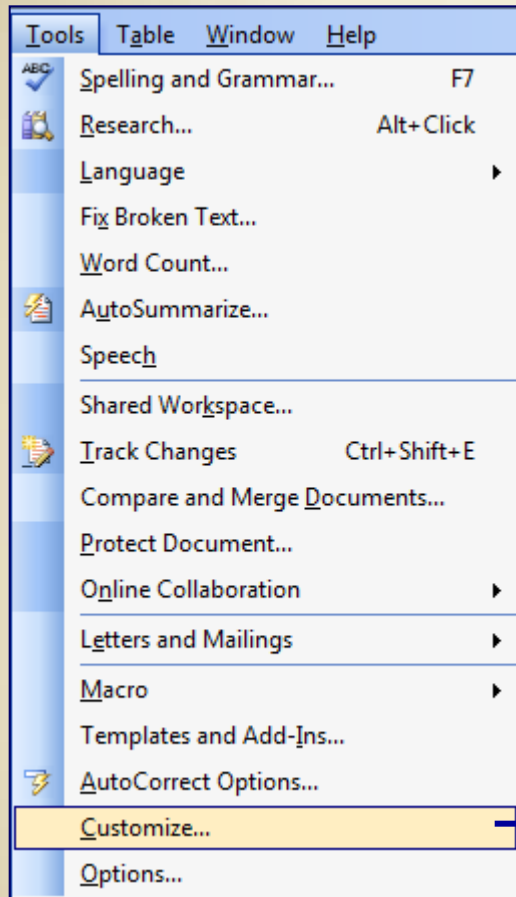 Tools Table Window Help
ABC Spelling and Grammar... F7
Research... Alt+Click
Language
Fix Broken Text...
Word Count...
AutoSummarize...
Speech
Shared Workspace...
Track Changes Ctrl+Shift+E
Compare and Merge Documents...
Protect Document...
Online Collaboration
Letters and Mailings
Macro
Templates and Add-Ins...
AutoCorrect Options...
Customize...
Options...